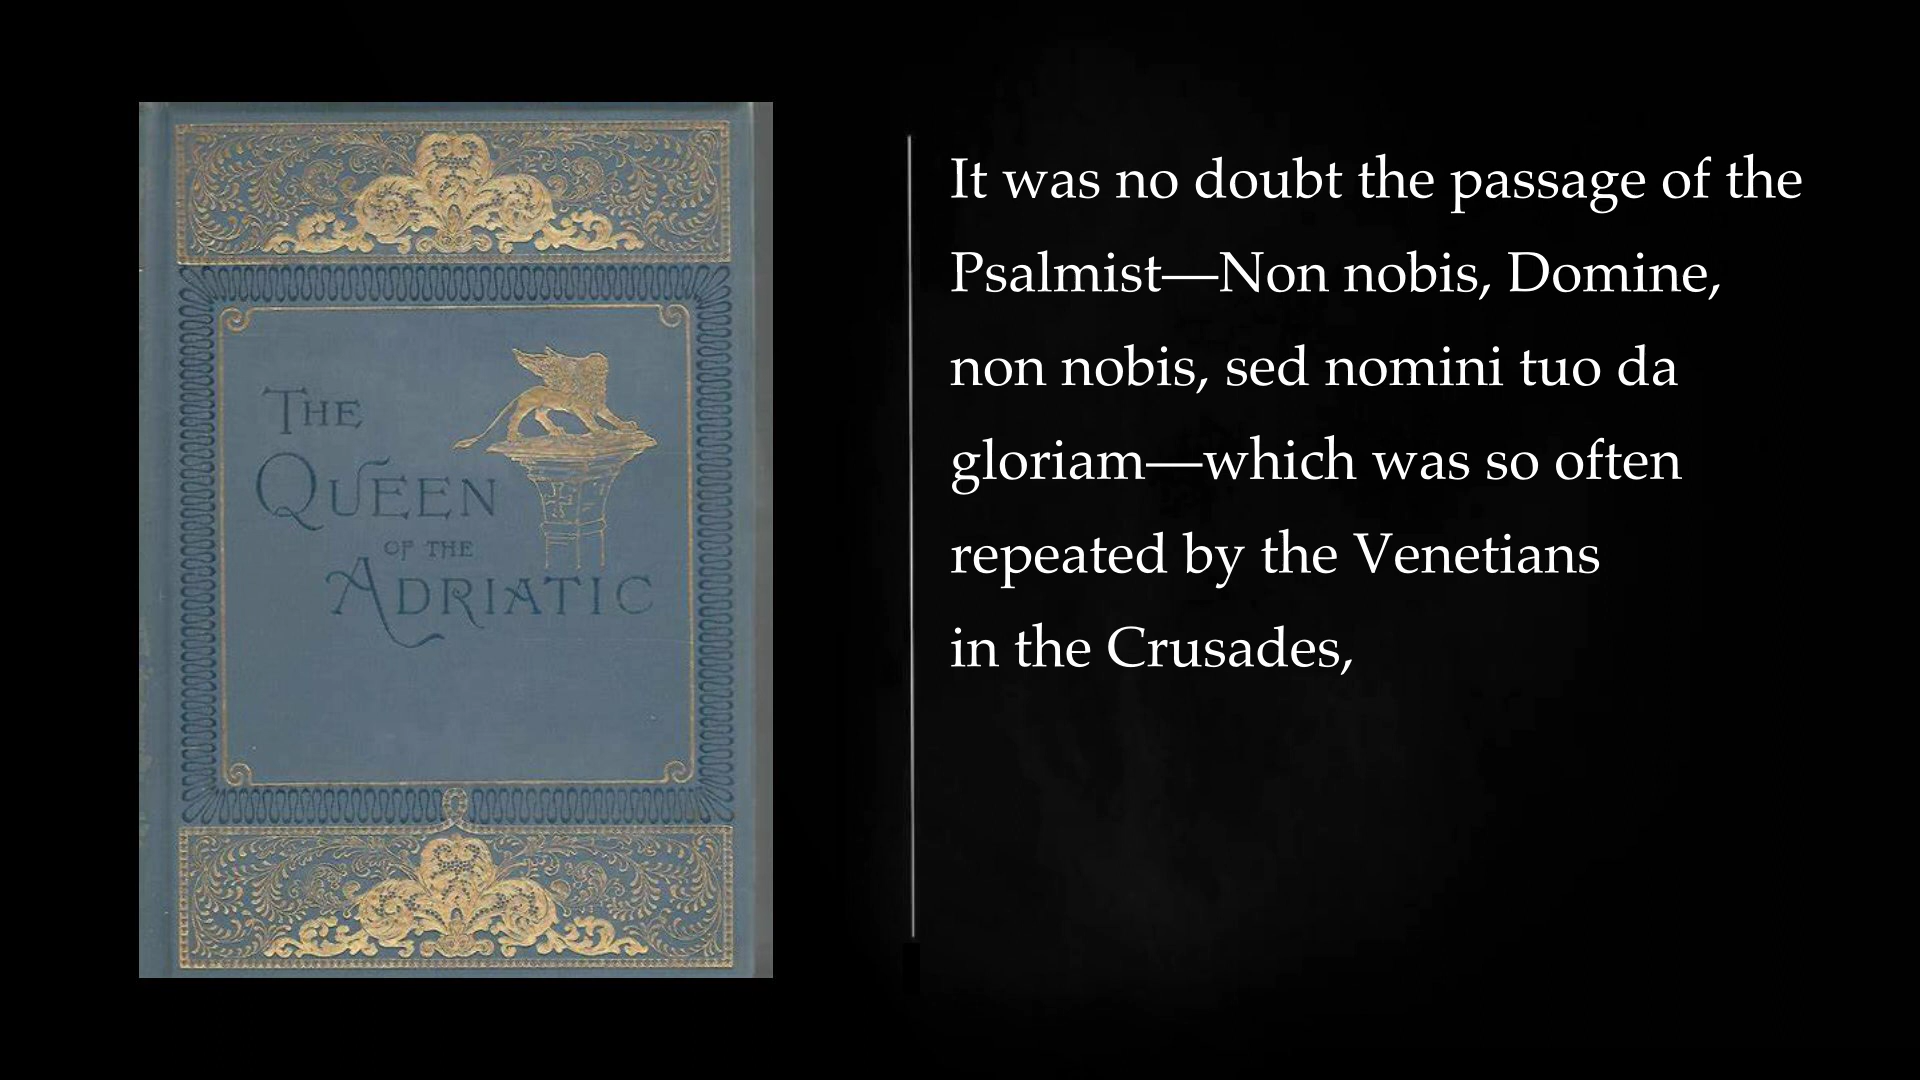 THE
QUEEN
OF THE
ADRIATIC
It was no doubt the passage of the
Psalmist—Non nobis, Domine,
non nobis, sed nomini tuo da
gloriam—which was so often
repeated by the Venetians
in the Crusades,